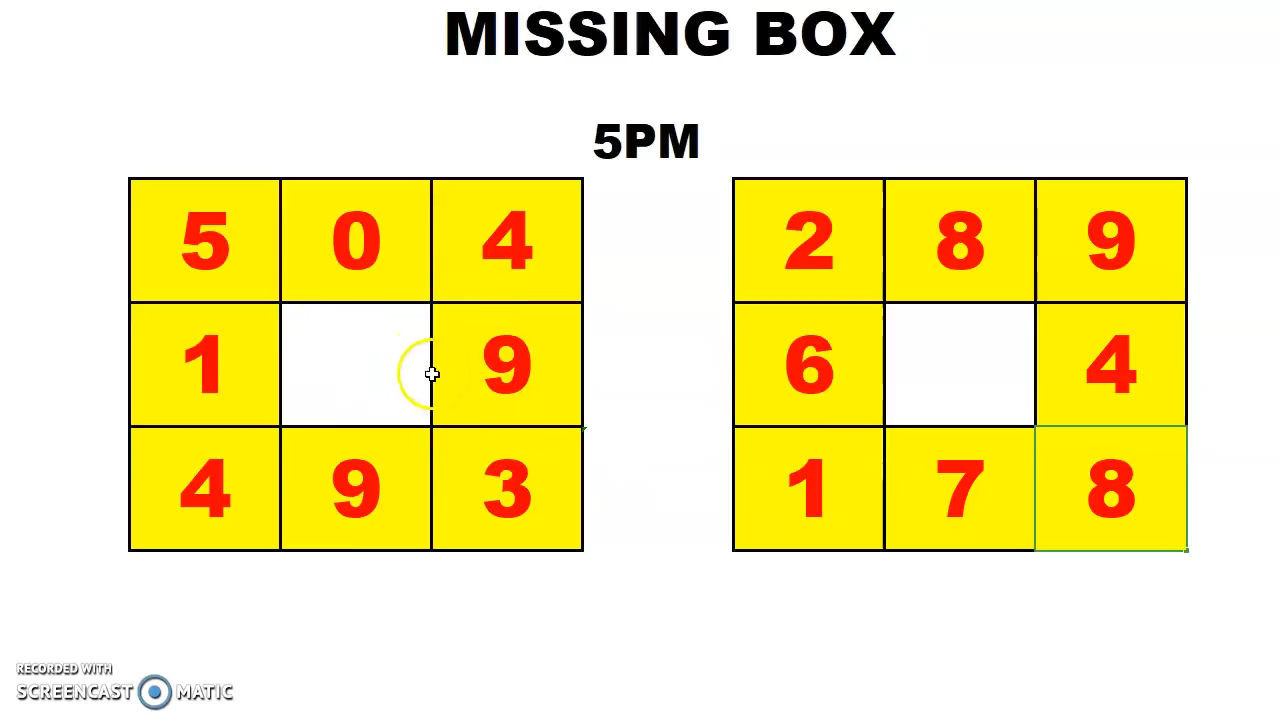 MISSING BOX
5PM
5 0 4 2 8 9
1 9 6 4
4 9 3 1 7 8
RECORDED WITH
SCREENCAST MATIC